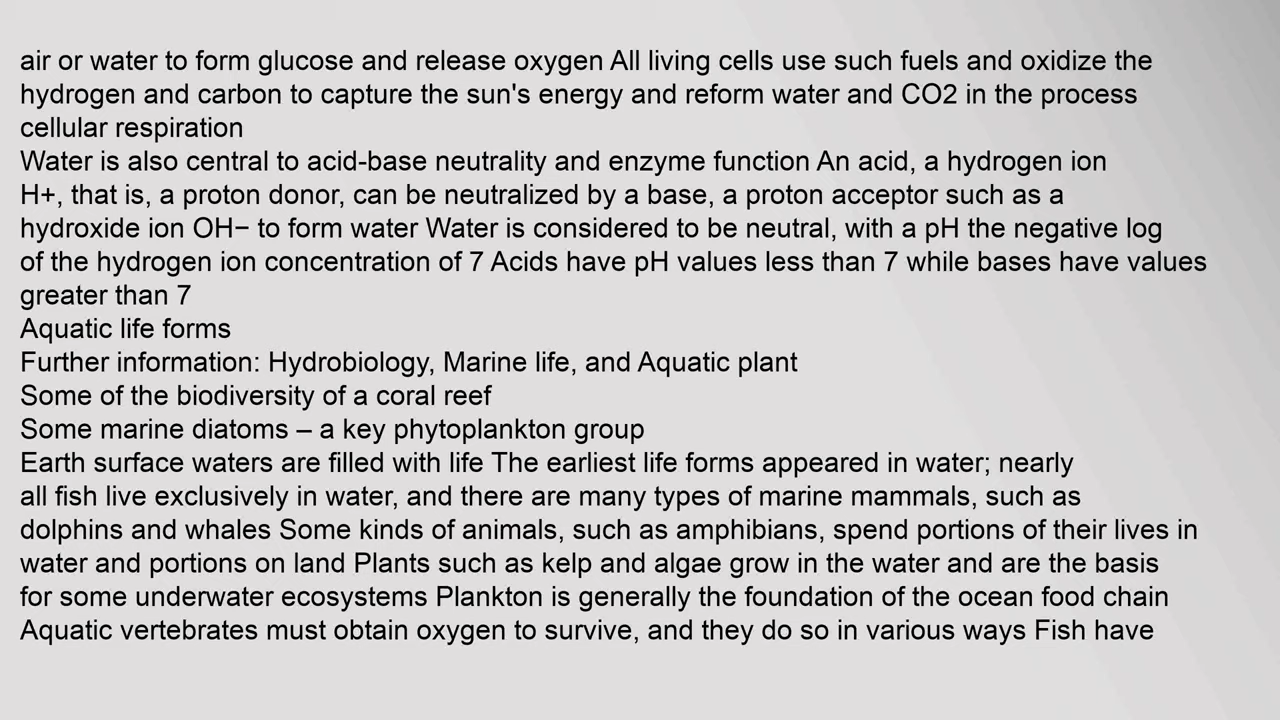 air or water to form glucose and release oxygen All living cells use such fuels and oxidize the
hydrogen and carbon to capture the sun's energy and reform water and CO2 in the process
cellular respiration
Water is also central to acid-base neutrality and enzyme function An acid, a hydrogen ion
H+, that is, a proton donor, can be neutralized by a base, a proton acceptor such as a
hydroxide ion OH− to form water Water is considered to be neutral, with a pH the negative log
of the hydrogen ion concentration of 7 Acids have pH values less than 7 while bases have values
greater than 7
Aquatic life forms
Further information: Hydrobiology, Marine life, and Aquatic plant
Some of the biodiversity of a coral reef
Some marine diatoms – a key phytoplankton group
Earth surface waters are filled with life The earliest life forms appeared in water; nearly
all fish live exclusively in water, and there are many types of marine mammals, such as
dolphins and whales Some kinds of animals, such as amphibians, spend portions of their lives in
water and portions on land Plants such as kelp and algae grow in the water and are the basis
for some underwater ecosystems Plankton is generally the foundation of the ocean food chain
Aquatic vertebrates must obtain oxygen to survive, and they do so in various ways Fish have